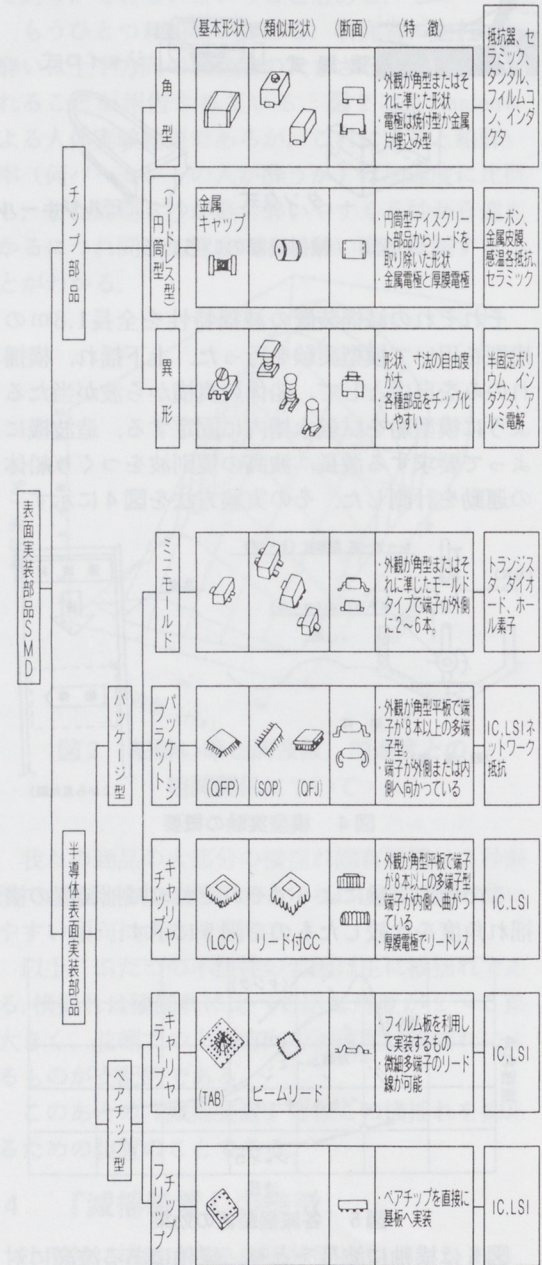 (基本形状)
(類似形状)
(断面)
(特 徴)
表面実装部品SMD
チップ部品
角型
・外観が角型またはそ
れに準じた形状
・電極は焼付型か金属
片埋込み型
抵抗器、セ
ラミック、
タンタル、
フィルムコ
ン、インダ
クタ
円筒型
(リードレス型)
金属
キャップ
・円筒型ディスクリー
ト部品からリードを
取り除いた形状
・金属電極と厚膜電極
カーボン、
金属皮膜、
感温各抵抗、
セラミック
異形
・形状、寸法の自由度
が大
・各種部品をチップ化
しやすい
半固定ボリ
ウム、イン
ダクタ、ア
ルミ電解
半導体表面実装部品
パッケージ型
ミニモールド
・外観が角型またはそ
れに準じたモールド
タイプで端子が外側
に2～6本。
トランジス
タ、ダイオ
ード、ホー
ル素子
フラット
パッケージ
(QFP)
(SOP)
(OFJ)
・外観が角型平板で端
子が8本以上の多端
子型
・端子が外側または内
側へ向かっている
IC,LSIネ
ットワーク
抵抗
チップ
キャリヤ
(LCC)
リード付CC
・外観が角型平板で端子
が8本以上の多端子型
・端子が内側へ曲がっ
ている
・厚膜電極でリードレス
IC,LSI
ベアチップ型
テープ
キャリヤ
(TAB)
ビームリード
・フィルム板を利用し
て実装するもの
・微細多端子のリード
線が可能
IC,LSI
フリップ
チップ
・ベアチップを直接に
基板へ実装
IC,LSI